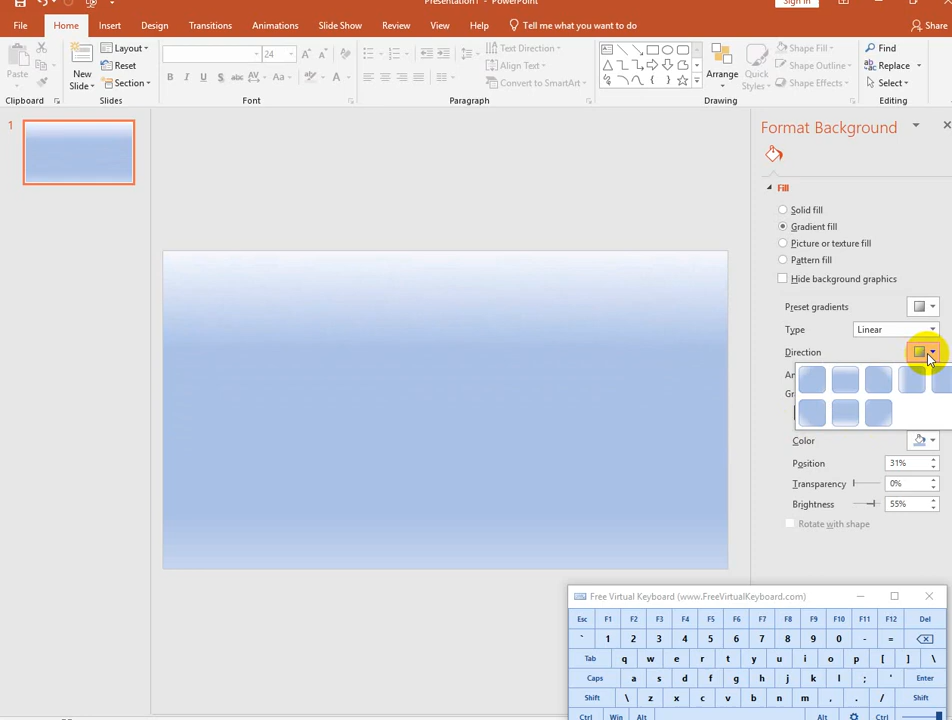 Presentation1 - PowerPoint
Sign in
File Home Insert Design Transitions Animations Slide Show Review View Help Tell me what you want to do Share
Paste
New
Slide
Layout
Reset
Section
24
B I U S abc AV Aa A
Text Direction
Align Text
Convert to SmartArt
Arrange
Quick
Styles
Shape Fill
Shape Outline
Shape Effects
Find
Replace
Select
Clipboard Slides Font Paragraph Drawing Editing
1
Format Background
Fill
Solid fill
Gradient fill
Picture or texture fill
Pattern fill
Hide background graphics
Preset gradients
Type Linear
Direction
An
Gr
Color
Position 31%
Transparency 0%
Brightness 55%
Rotate with shape
Free Virtual Keyboard (www.FreeVirtualKeyboard.com)
Esc F1 F2 F3 F4 F5 F6 F7 F8 F9 F10 F11 F12 Del
` 1 2 3 4 5 6 7 8 9 0 - =
Tab q w e r t y u i o p [ ] \
Caps a s d f g h j k l ; ' Enter
Shift \ z x c v b n m , . / Shift
Ctrl Win Alt Alt Ctrl